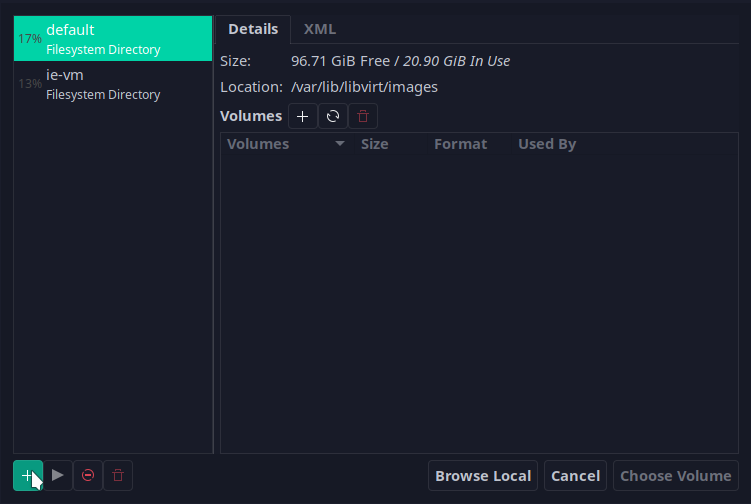 17% default
Filesystem Directory
13% ie-vm
Filesystem Directory
Details XML
Size: 96.71 GiB Free / 20.90 GiB In Use
Location: /var/lib/libvirt/images
Volumes
Volumes Size Format Used By
Browse Local Cancel Choose Volume